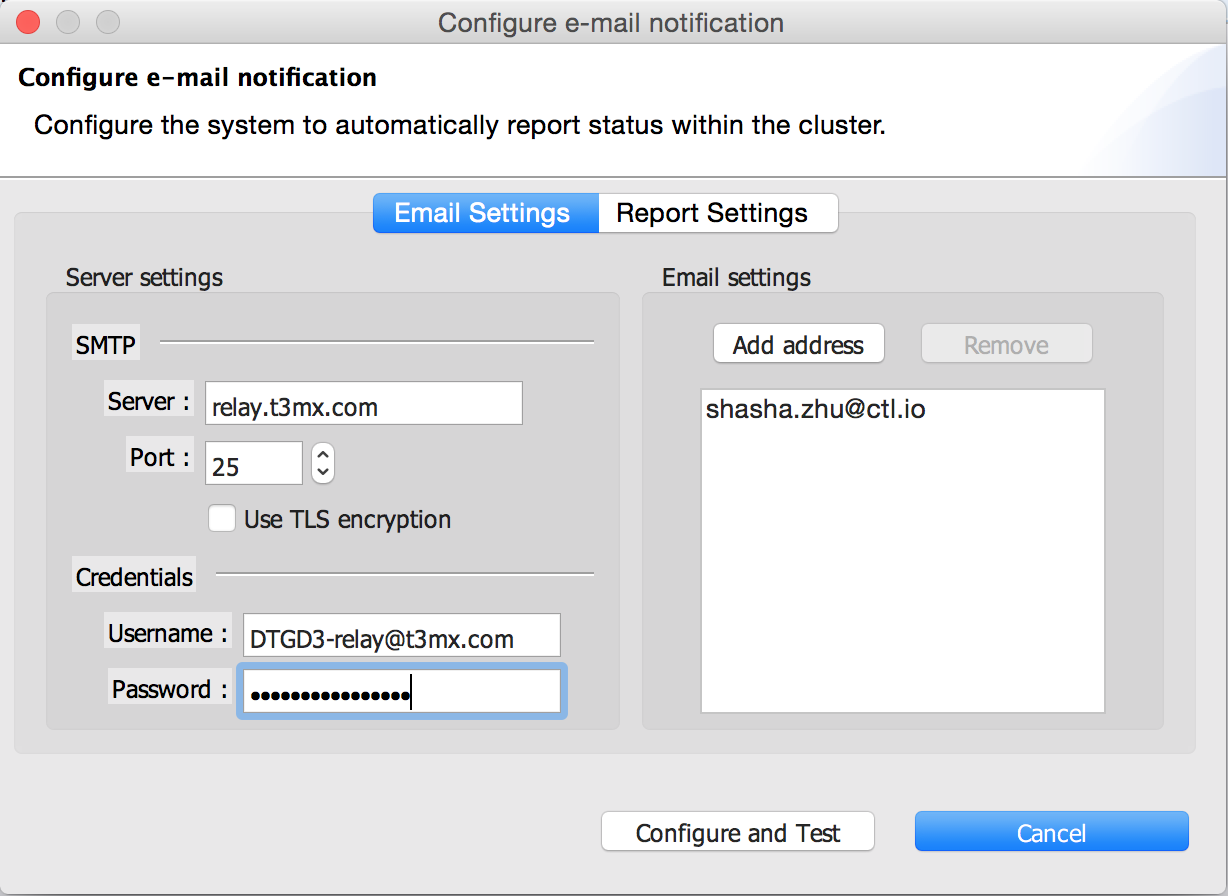 Configure e-mail notification
Configure e-mail notification
Configure the system to automatically report status within the cluster.
Email Settings Report Settings
Server settings
SMTP
Server : relay.t3mx.com
Port : 25
Use TLS encryption
Credentials
Username : DTGD3-relay@t3mx.com
Password : ••••••••••••••••
Email settings
Add address Remove
shasha.zhu@ctl.io
Configure and Test Cancel